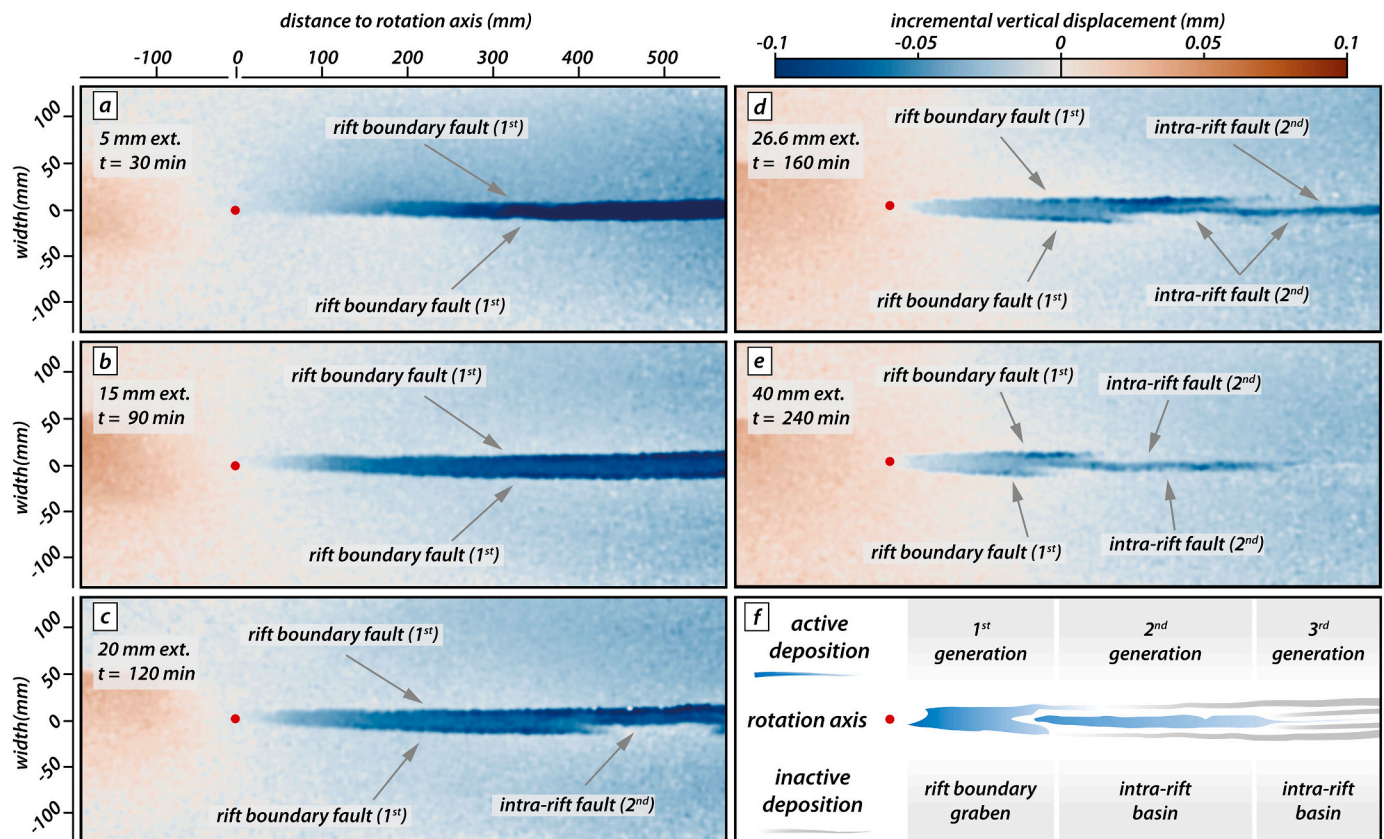 distance to rotation axis (mm)
-100 0 100 200 300 400 500
incremental vertical displacement (mm)
-0.1 -0.05 0 0.05 0.1
width(mm)
100
50
0
-50
-100
a
5 mm ext.
t = 30 min
rift boundary fault (1st)
rift boundary fault (1st)
d
26.6 mm ext.
t = 160 min
rift boundary fault (1st)
intra-rift fault (2nd)
rift boundary fault (1st)
intra-rift fault (2nd)
width(mm)
100
50
0
-50
-100
b
15 mm ext.
t = 90 min
rift boundary fault (1st)
rift boundary fault (1st)
e
40 mm ext.
t = 240 min
rift boundary fault (1st)
intra-rift fault (2nd)
rift boundary fault (1st)
intra-rift fault (2nd)
width(mm)
100
50
0
-50
-100
c
20 mm ext.
t = 120 min
rift boundary fault (1st)
rift boundary fault (1st)
intra-rift fault (2nd)
f
active
deposition
1st
generation
2nd
generation
3rd
generation
rotation axis
inactive
deposition
rift boundary
graben
intra-rift
basin
intra-rift
basin